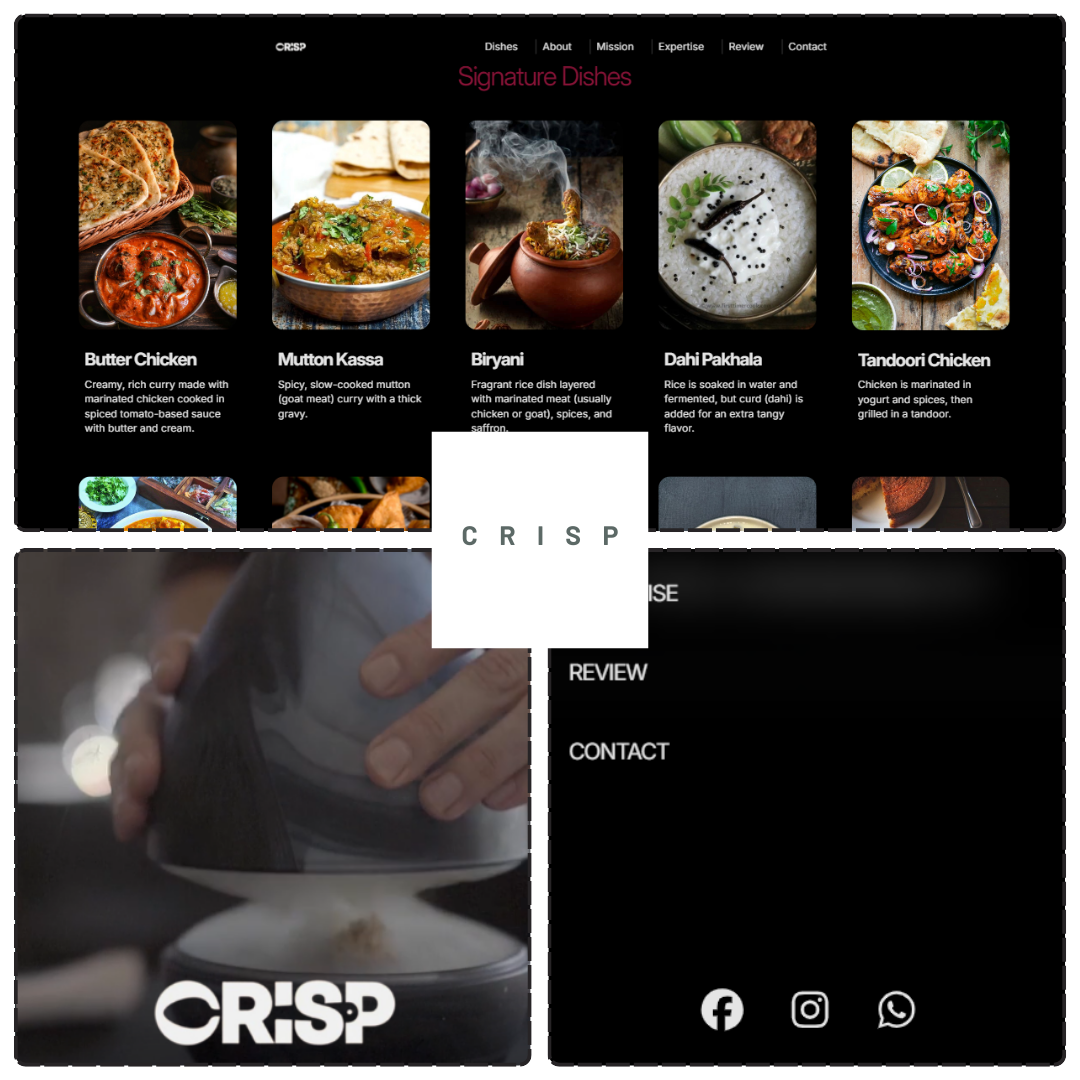 CRISP
Dishes
About
Mission
Expertise
Review
Contact
Signature Dishes
Butter Chicken
Creamy, rich curry made with
marinated chicken cooked in
spiced tomato-based sauce
with butter and cream.
Mutton Kassa
Spicy, slow-cooked mutton
(goat meat) curry with a thick
gravy.
Biryani
Fragrant rice dish layered
with marinated meat (usually
chicken or goat), spices, and
saffron.
Dahi Pakhala
Rice is soaked in water and
fermented, but curd (dahi) is
added for an extra tangy
flavor.
Tandoori Chicken
Chicken is marinated in
yogurt and spices, then
grilled in a tandoor.
CRISP
ISE
REVIEW
CONTACT
CRISP